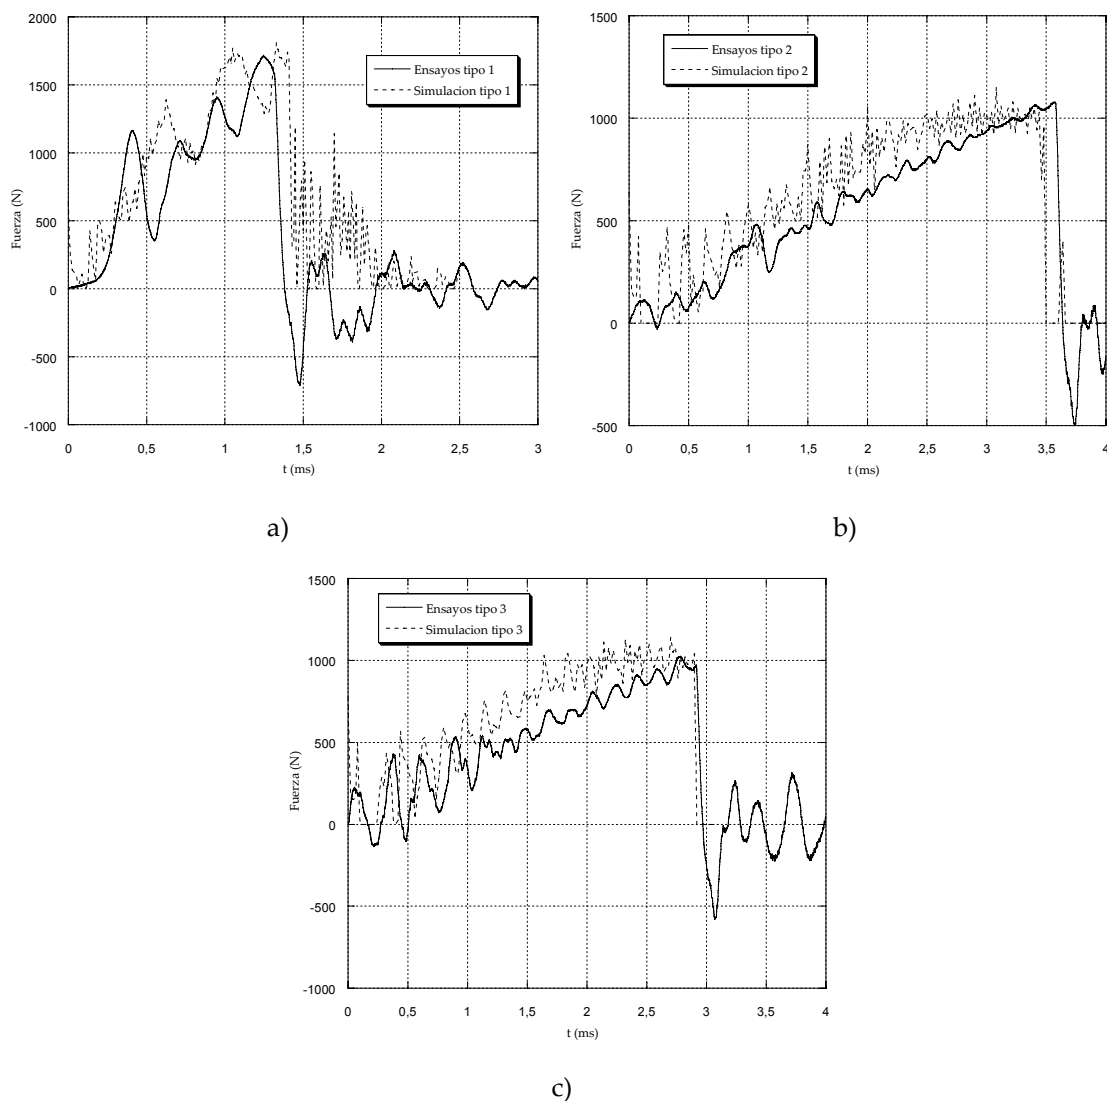 2000
1500
1000
500
0
-500
-1000
Fuerza (N)
Ensayos tipo 1
Simulacion tipo 1
0 0,5 1 1,5 2 2,5 3
t (ms)
a)
1500
1000
500
0
-500
Fuerza (N)
Ensayos tipo 2
Simulacion tipo 2
0 0,5 1 1,5 2 2,5 3 3,5 4
t (ms)
b)
1500
1000
500
0
-500
-1000
Fuerza (N)
Ensayos tipo 3
Simulacion tipo 3
0 0,5 1 1,5 2 2,5 3 3,5 4
t (ms)
c)